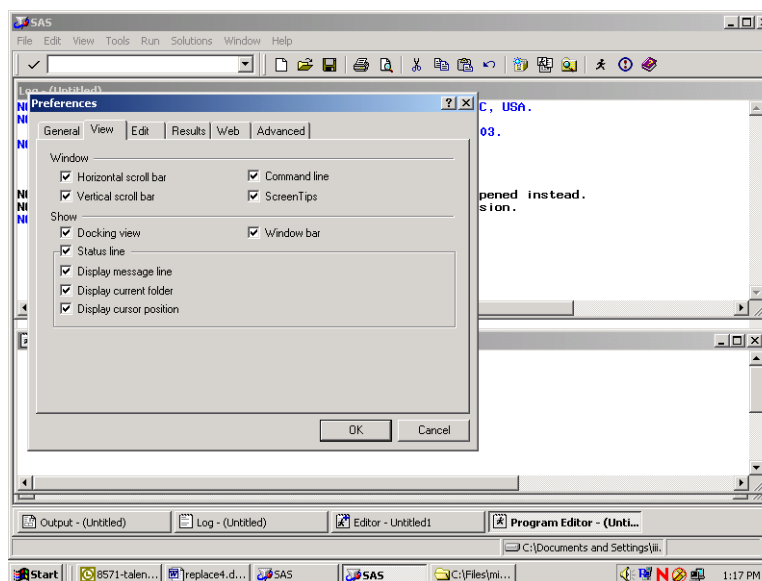 SAS
File Edit View Tools Run Solutions Window Help
Log - (Untitled)
Preferences
C, USA.
03.
pened instead.
sion.
General View Edit Results Web Advanced
Window
Horizontal scroll bar Command line
Vertical scroll bar ScreenTips
Show
Docking view Window bar
Status line
Display message line
Display current folder
Display cursor position
OK Cancel
Output - (Untitled) Log - (Untitled) Editor - Untitled1 Program Editor - (Unti...
C:\Documents and Settings\iii.
Start 8571-talen... replace4.d... SAS SAS C:\Files\mi... 1:17 PM